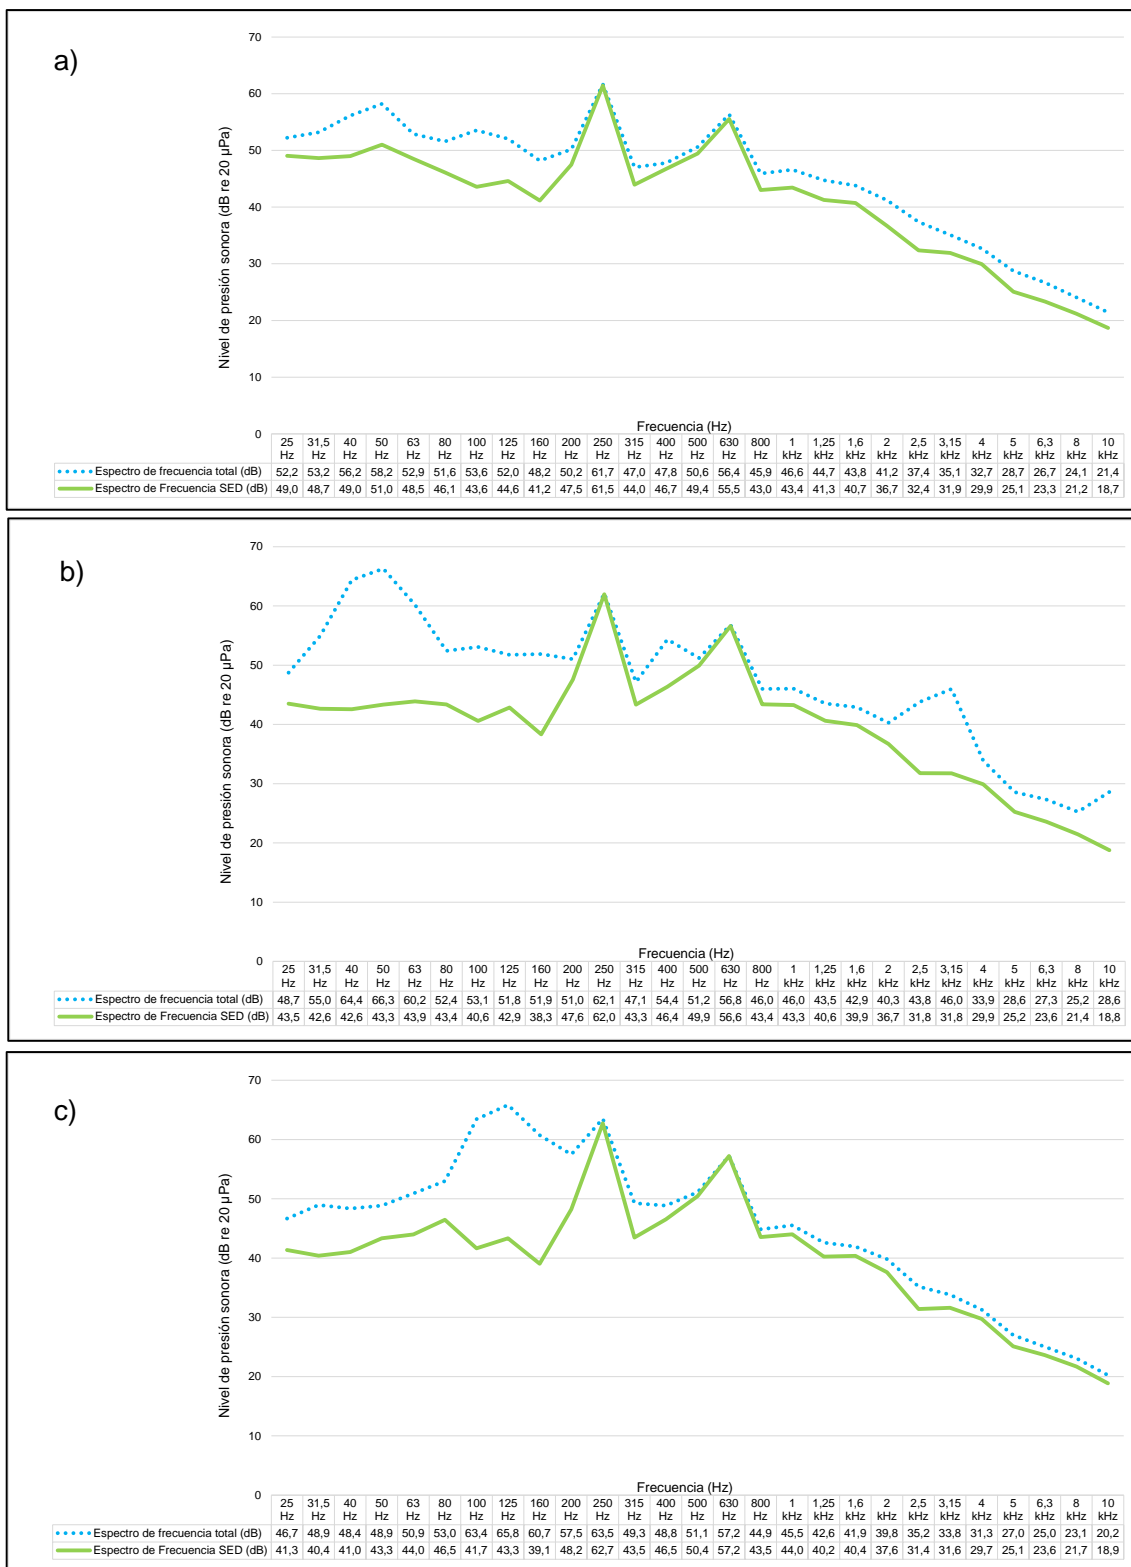 a)
Nivel de presión sonora (dB re 20 µPa)
70
60
50
40
30
20
10
0
Frecuencia (Hz)
25 Hz 31,5 Hz 40 Hz 50 Hz 63 Hz 80 Hz 100 Hz 125 Hz 160 Hz 200 Hz 250 Hz 315 Hz 400 Hz 500 Hz 630 Hz 800 Hz 1 kHz 1,25 kHz 1,6 kHz 2 kHz 2,5 kHz 3,15 kHz 4 kHz 5 kHz 6,3 kHz 8 kHz 10 kHz
Espectro de frecuencia total (dB) 52,2 53,2 56,2 58,2 52,9 51,6 53,6 52,0 48,2 50,2 61,7 47,0 47,8 50,6 56,4 45,9 46,6 44,7 43,8 41,2 37,4 35,1 32,7 28,7 26,7 24,1 21,4
Espectro de Frecuencia SED (dB) 49,0 48,7 49,0 51,0 48,5 46,1 43,6 44,6 41,2 47,5 61,5 44,0 46,7 49,4 55,5 43,0 43,4 41,3 40,7 36,7 32,4 31,9 29,9 25,1 23,3 21,2 18,7
b)
Nivel de presión sonora (dB re 20 µPa)
70
60
50
40
30
20
10
0
Frecuencia (Hz)
25 Hz 31,5 Hz 40 Hz 50 Hz 63 Hz 80 Hz 100 Hz 125 Hz 160 Hz 200 Hz 250 Hz 315 Hz 400 Hz 500 Hz 630 Hz 800 Hz 1 kHz 1,25 kHz 1,6 kHz 2 kHz 2,5 kHz 3,15 kHz 4 kHz 5 kHz 6,3 kHz 8 kHz 10 kHz
Espectro de frecuencia total (dB) 48,7 55,0 64,4 66,3 60,2 52,4 53,1 51,8 51,9 51,0 62,1 47,1 54,4 51,2 56,8 46,0 46,0 43,5 42,9 40,3 43,8 46,0 33,9 28,6 27,3 25,2 28,6
Espectro de Frecuencia SED (dB) 43,5 42,6 42,6 43,3 43,9 43,4 40,6 42,9 38,3 47,6 62,0 43,3 46,4 49,9 56,6 43,4 43,3 40,6 39,9 36,7 31,8 31,8 29,9 25,2 23,6 21,4 18,8
c)
Nivel de presión sonora (dB re 20 µPa)
70
60
50
40
30
20
10
0
Frecuencia (Hz)
25 Hz 31,5 Hz 40 Hz 50 Hz 63 Hz 80 Hz 100 Hz 125 Hz 160 Hz 200 Hz 250 Hz 315 Hz 400 Hz 500 Hz 630 Hz 800 Hz 1 kHz 1,25 kHz 1,6 kHz 2 kHz 2,5 kHz 3,15 kHz 4 kHz 5 kHz 6,3 kHz 8 kHz 10 kHz
Espectro de frecuencia total (dB) 46,7 48,9 48,4 48,9 50,9 53,0 63,4 65,8 60,7 57,5 63,5 49,3 48,8 51,1 57,2 44,9 45,5 42,6 41,9 39,8 35,2 33,8 31,3 27,0 25,0 23,1 20,2
Espectro de Frecuencia SED (dB) 41,3 40,4 41,0 43,3 44,0 46,5 41,7 43,3 39,1 48,2 62,7 43,5 46,5 50,4 57,2 43,5 44,0 40,2 40,4 37,6 31,4 31,6 29,7 25,1 23,6 21,7 18,9